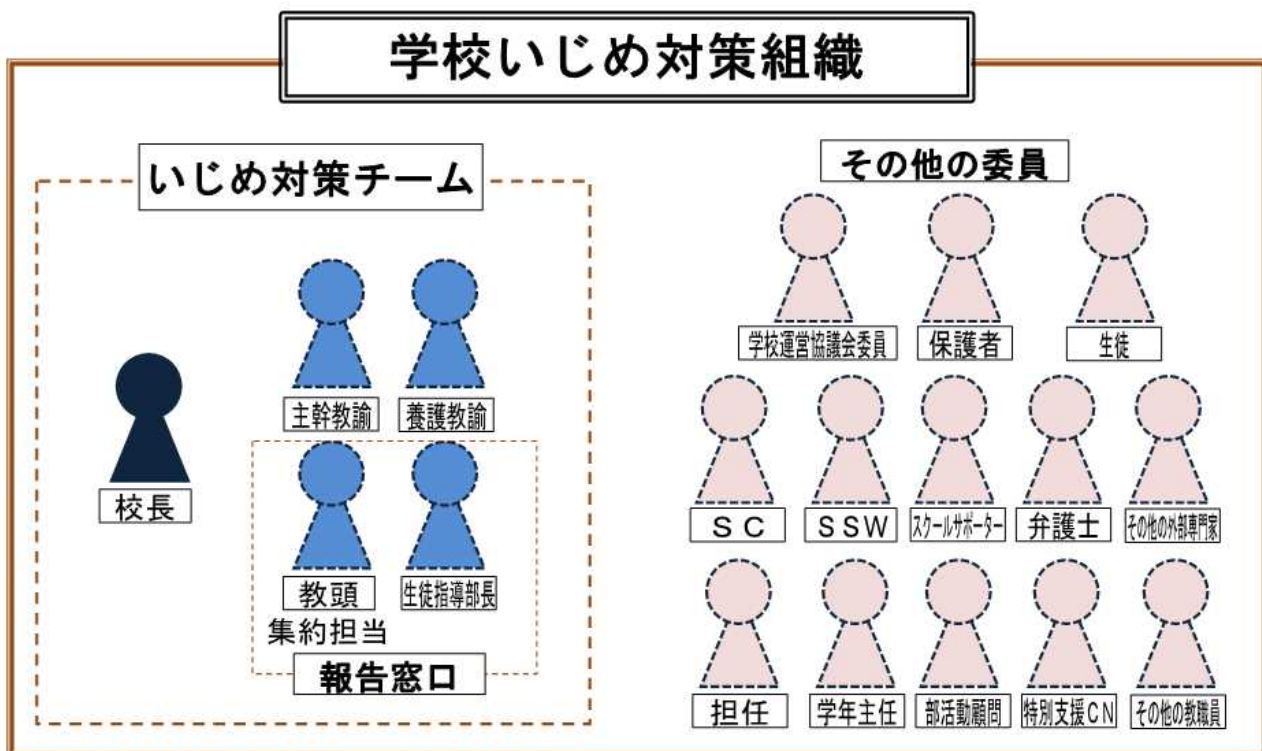 学校いじめ対策組織
いじめ対策チーム
校長
主幹教諭
養護教諭
教頭
生徒指導部長
集約担当
報告窓口
その他の委員
学校運営協議会委員
保護者
生徒
ＳＣ
ＳＳＷ
スクールサポーター
弁護士
その他の外部専門家
担任
学年主任
部活動顧問
特別支援ＣＮ
その他の教職員